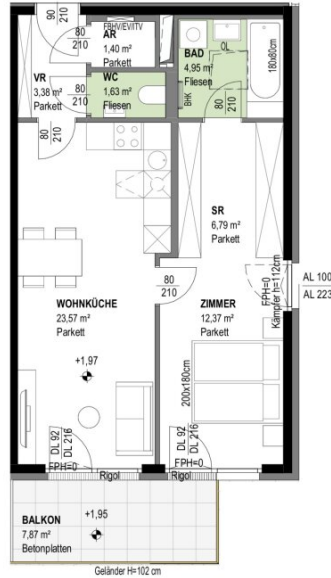 90
210
80
210
FBHV/EV/ITV
AR
1,40 m²
Parkett
VR
3,38 m²
Parkett
80
210
WC
1,63 m²
Fliesen
BAD
4,95 m²
Fliesen
OL
180x80cm
BHK
80
210
80
210
SR
6,79 m²
Parkett
80
210
FPH=0
Kämpfer h=112cm
AL 100
AL 223
WOHNKÜCHE
23,57 m²
Parkett
+1,97
ZIMMER
12,37 m²
Parkett
200x180cm
DL 92
DL 216
FPH=0
Rigol
DL 92
DL 216
FPH=0
Rigol
BALKON
7,87 m²
Betonplatten
+1,95
Geländer H=102 cm